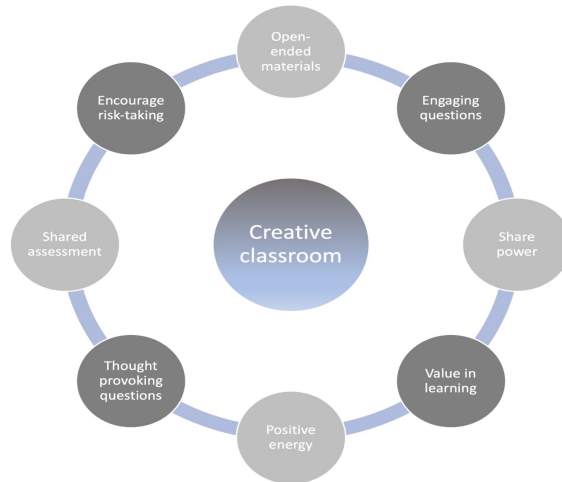 Open-
ended
materials
Encourage
risk-taking
Engaging
questions
Shared
assessment
Creative
classroom
Share
power
Thought
provoking
questions
Value in
learning
Positive
energy